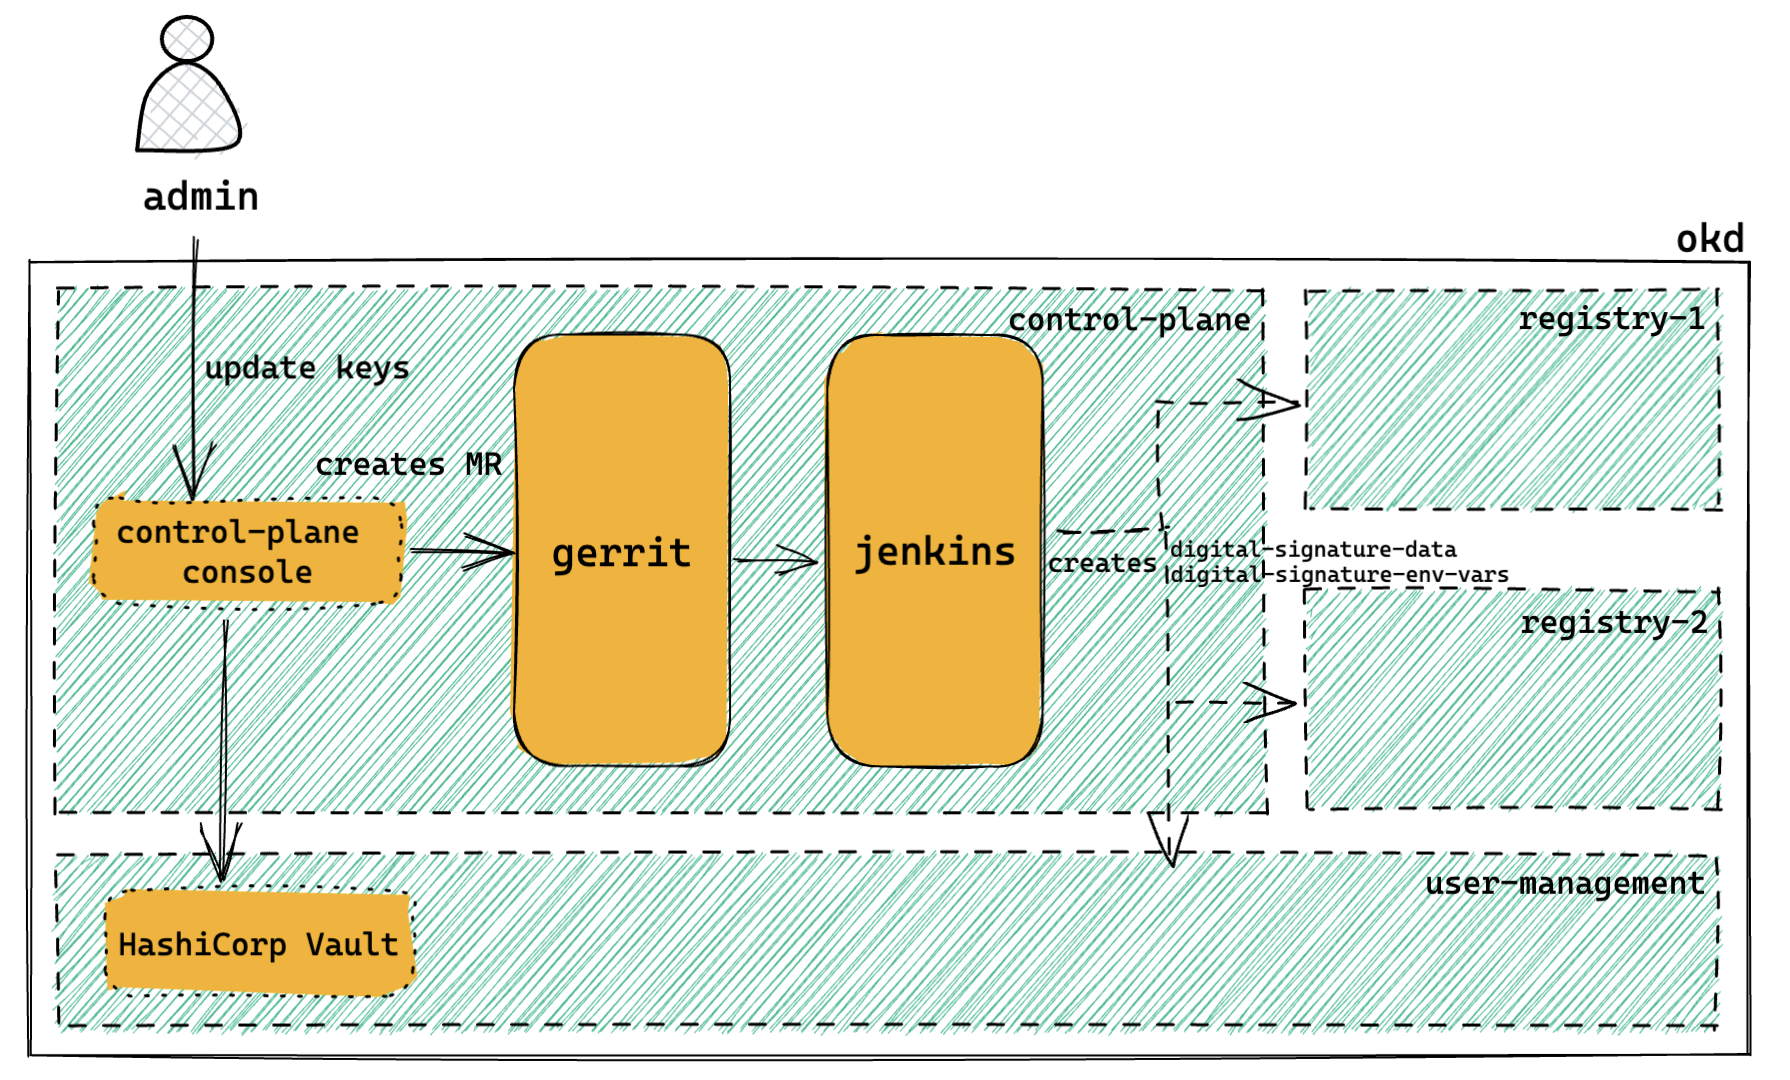 admin
okd
control-plane
registry-1
update keys
creates MR
control-plane
console
gerrit
jenkins
creates
digital-signature-data
digital-signature-env-vars
registry-2
user-management
HashiCorp Vault